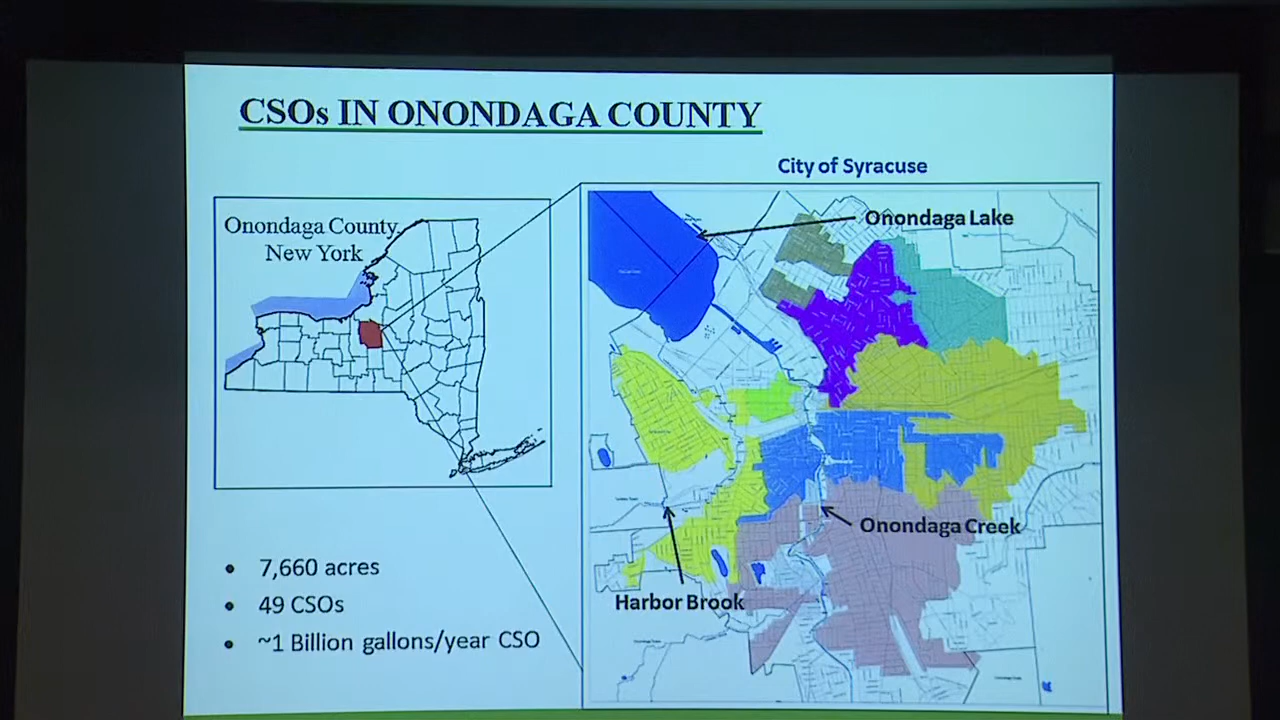 CSOs IN ONONDAGA COUNTY
City of Syracuse
Onondaga County,
New York
Onondaga Lake
Onondaga Creek
Harbor Brook
• 7,660 acres
• 49 CSOs
• ~1 Billion gallons/year CSO